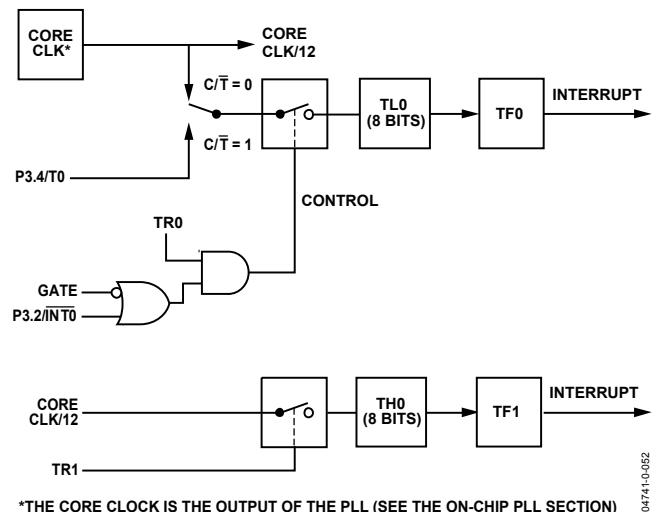 CORE
CLK*
CORE
CLK/12
C/T̅ = 0
C/T̅ = 1
P3.4/T0
TL0
(8 BITS)
TF0
INTERRUPT
CONTROL
TR0
GATE
P3.2/I̅N̅T̅0̅
CORE
CLK/12
TR1
TH0
(8 BITS)
TF1
INTERRUPT
*THE CORE CLOCK IS THE OUTPUT OF THE PLL (SEE THE ON-CHIP PLL SECTION)
04741-0-052